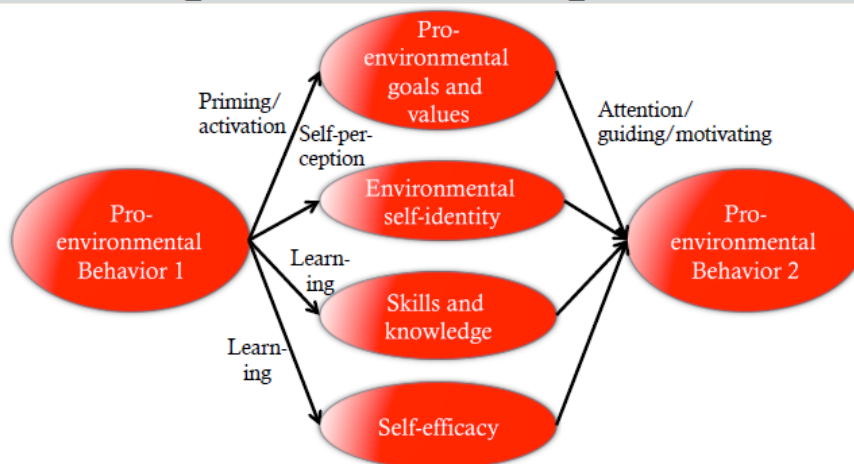 Pro-
environmental
goals and
values
Priming/
activation
Attention/
guiding/motivating
Self-per-
ception
Environmental
self-identity
Pro-
environmental
Behavior 1
Pro-
environmental
Behavior 2
Learn-
ing
Skills and
knowledge
Learn-
ing
Self-efficacy